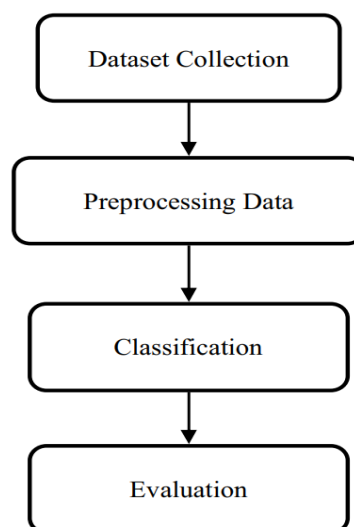 Dataset Collection
Preprocessing Data
Classification
Evaluation